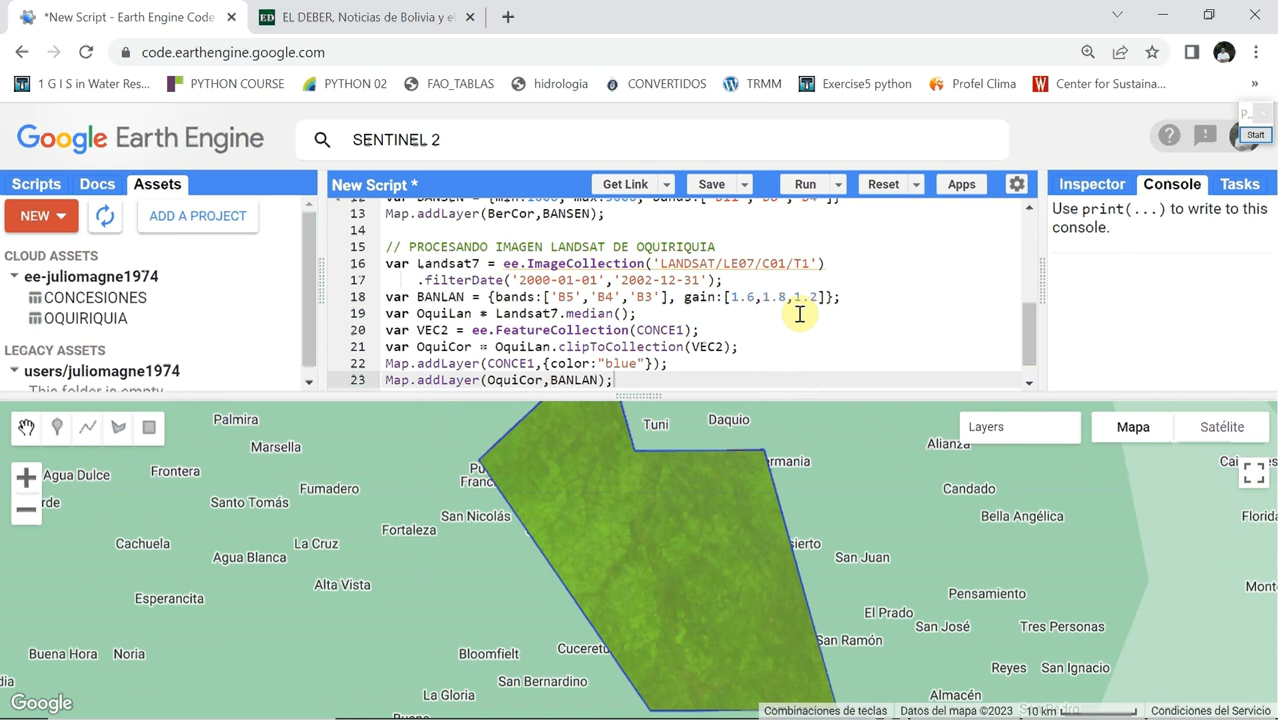 *New Script - Earth Engine Code
EL DEBER, Noticias de Bolivia y el
code.earthengine.google.com
1 G I S in Water Res...
PYTHON COURSE
PYTHON 02
FAO_TABLAS
hidrologia
CONVERTIDOS
TRMM
Exercise5 python
Profel Clima
Center for Sustaina...
»
P...
Start
Google Earth Engine
SENTINEL 2
Scripts Docs Assets
NEW
ADD A PROJECT
CLOUD ASSETS
ee-juliomagne1974
CONCESIONES
OQUIRIQUIA
LEGACY ASSETS
users/juliomagne1974
This folder is empty.
New Script *
Get Link
Save
Run
Reset
Apps
13 Map.addLayer(BerCor,BANSEN);
14
15 // PROCESANDO IMAGEN LANDSAT DE OQUIRIQUIA
16 var Landsat7 = ee.ImageCollection('LANDSAT/LE07/C01/T1')
17 .filterDate('2000-01-01','2002-12-31');
18 var BANLAN = {bands:['B5','B4','B3'], gain:[1.6,1.8,1.2]};
19 var OquiLan = Landsat7.median();
20 var VEC2 = ee.FeatureCollection(CONCE1);
21 var OquiCor = OquiLan.clipToCollection(VEC2);
22 Map.addLayer(CONCE1,{color:"blue"});
23 Map.addLayer(OquiCor,BANLAN);
Inspector Console Tasks
Use print(...) to write to this
console.
Layers
Mapa
Satélite
Palmira
Marsella
Agua Dulce
Frontera
Fumadero
Santo Tomás
Cachuela
La Cruz
Agua Blanca
Alta Vista
Esperancita
Buena Hora
Noria
Fortaleza
San Nicolás
Bloomfielt
San Bernardino
La Gloria
Tuni
Daquio
San Juan
San Ramón
El Prado
San José
Pensamiento
Tres Permanas
Reyes
San Ignacio
Almacén
Candado
Bella Angélica
Google
Combinaciones de teclas
Datos del mapa ©2023
10 km
Condiciones del Servicio